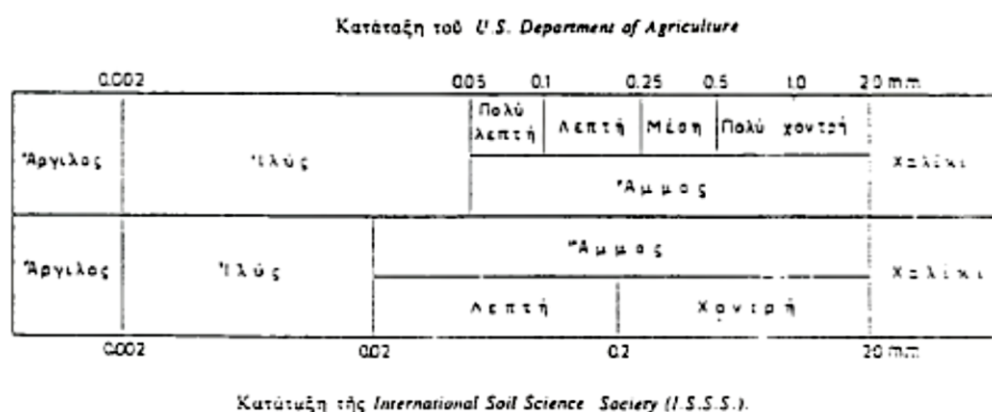 Κατάταξη τοῦ U.S. Department of Agriculture
0.002 0.05 0.1 0.25 0.5 1.0 2.0 mm
Πολύ λεπτή Λεπτή Μέση Πολύ χοντρή
Ἄργιλος Ἰλύς Χαλίκι
Ἄμμος
Ἄμμος
Ἄργιλος Ἰλύς Χαλίκι
Λεπτή Χοντρή
0.002 0.02 0.2 2.0 mm
Κατάταξη τῆς International Soil Science Society (I.S.S.S.).